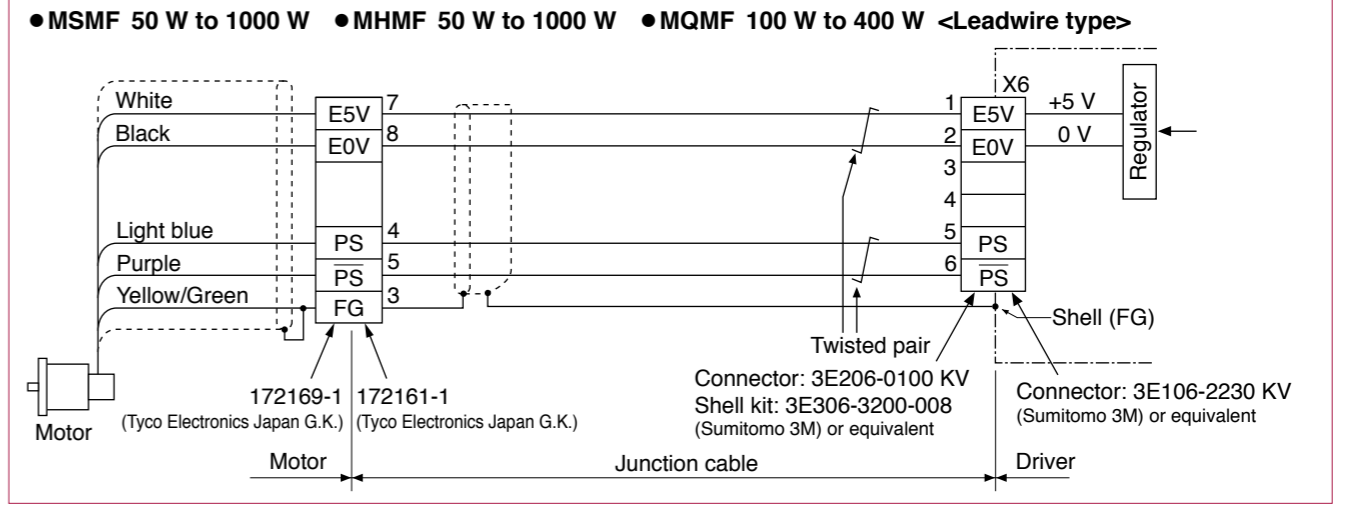 ●MSMF 50 W to 1000 W ●MHMF 50 W to 1000 W ●MQMF 100 W to 400 W <Leadwire type>
X6
White E5V 7 1 E5V +5 V
Black E0V 8 2 E0V 0 V
Regulator
3
4
Light blue PS 4 5 PS
Purple P̅S̅ 5 6 P̅S̅
Yellow/Green FG 3
Shell (FG)
Twisted pair
Motor
172169-1
(Tyco Electronics Japan G.K.)
172161-1
(Tyco Electronics Japan G.K.)
Connector: 3E206-0100 KV
Shell kit: 3E306-3200-008
(Sumitomo 3M) or equivalent
Connector: 3E106-2230 KV
(Sumitomo 3M) or equivalent
Motor Junction cable Driver